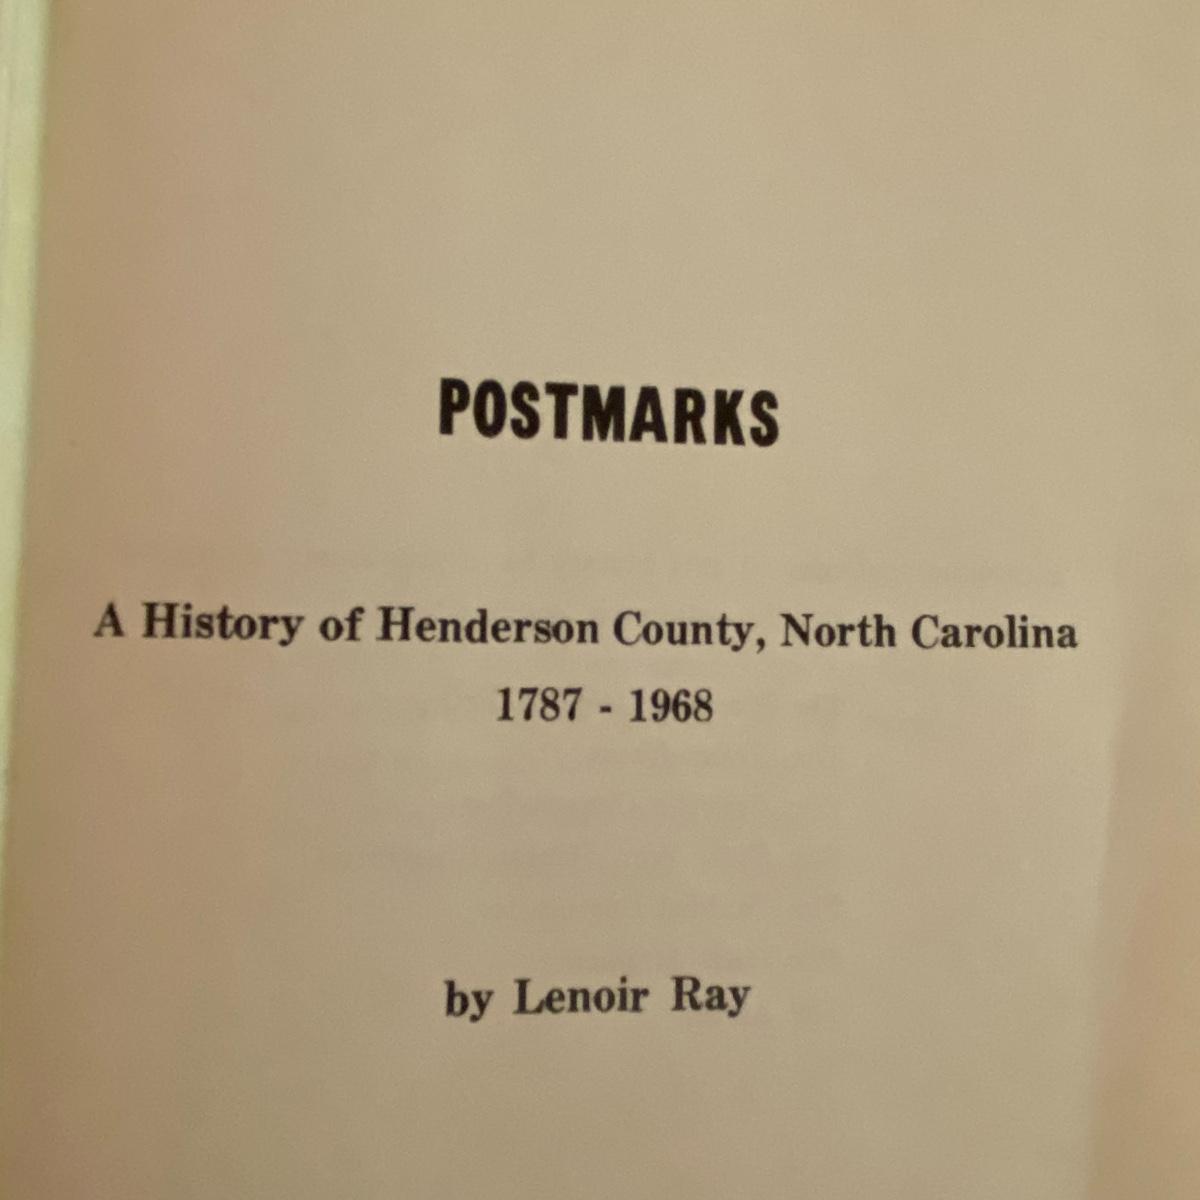 POSTMARKS
A History of Henderson County, North Carolina
1787 - 1968
by Lenoir Ray